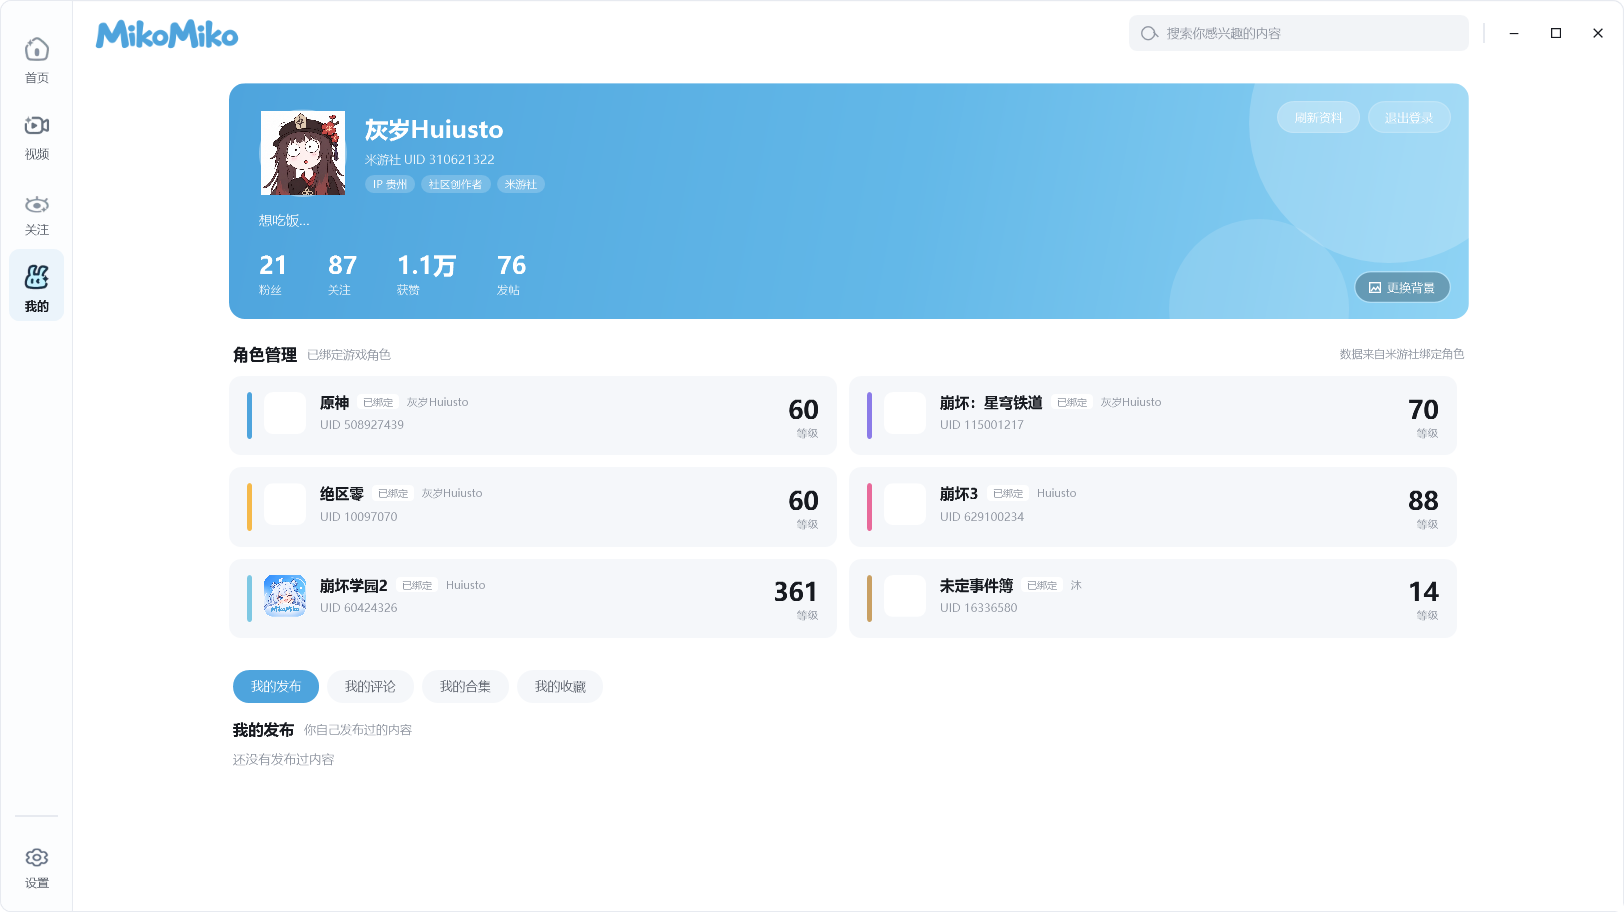 MikoMiko
搜索你感兴趣的内容
首页
视频
关注
我的
设置
灰岁Huiusto
米游社 UID 310621322
IP 贵州 社区创作者 米游社
想吃饭...
21 87 1.1万 76
粉丝 关注 获赞 发帖
刷新资料 退出登录
更换背景
角色管理 已绑定游戏角色
数据来自米游社绑定角色
原神 已绑定 灰岁Huiusto
UID 508927439
60
等级
崩坏：星穹铁道 已绑定 灰岁Huiusto
UID 115001217
70
等级
绝区零 已绑定 灰岁Huiusto
UID 10097070
60
等级
崩坏3 已绑定 Huiusto
UID 629100234
88
等级
MikoMiko
崩坏学园2 已绑定 Huiusto
UID 60424326
361
等级
未定事件簿 已绑定 沐
UID 16336580
14
等级
我的发布 我的评论 我的合集 我的收藏
我的发布 你自己发布过的内容
还没有发布过内容